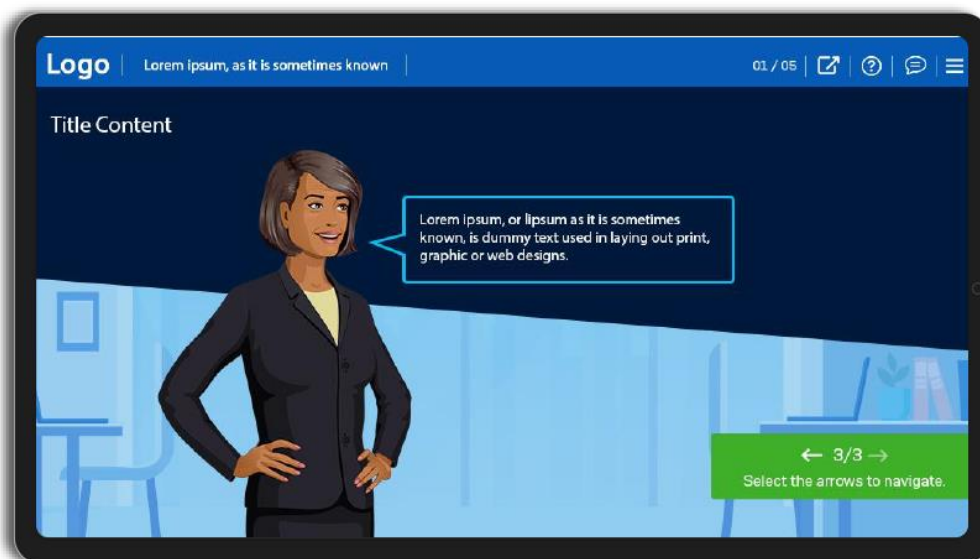 Logo
Lorem ipsum, as it is sometimes known
01 / 05
Title Content
Lorem ipsum, or lipsum as it is sometimes
known, is dummy text used in laying out print,
graphic or web designs.
← 3/3 →
Select the arrows to navigate.